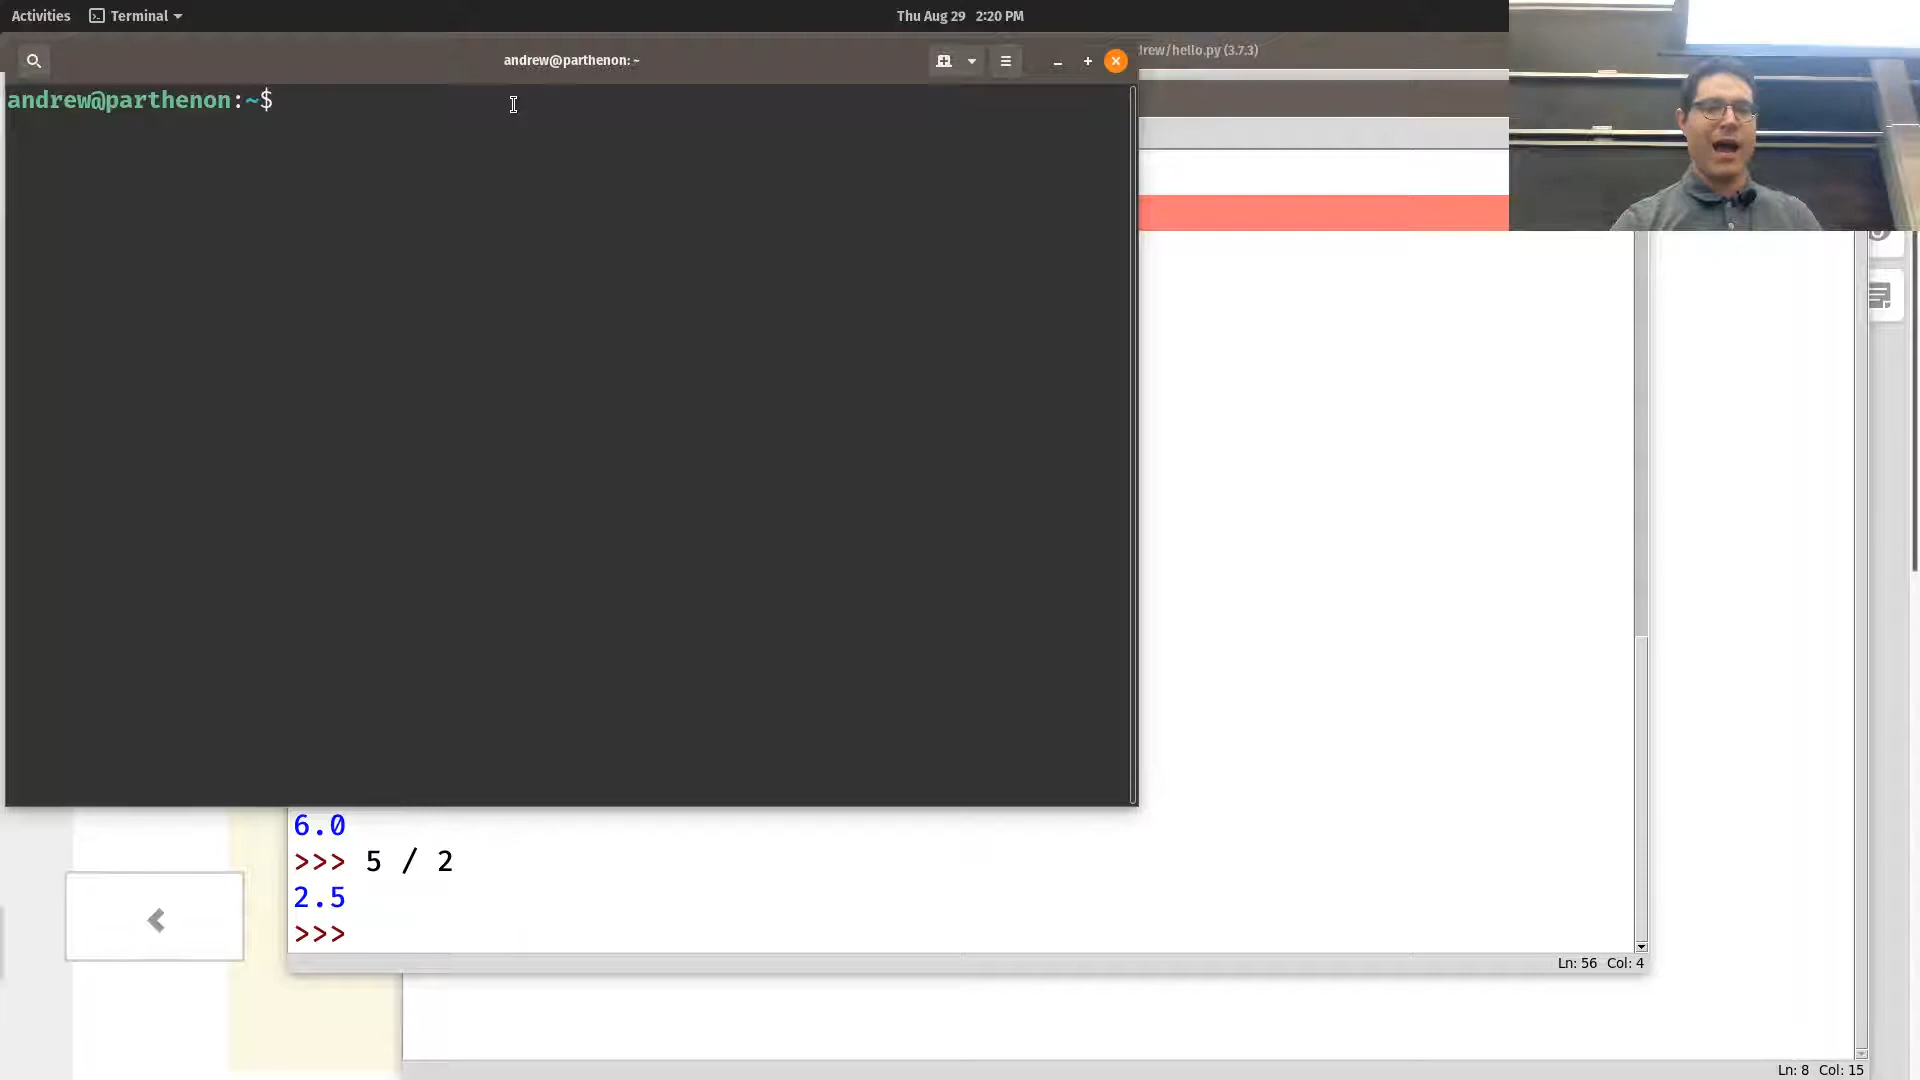 Activities Terminal Thu Aug 29 2:20 PM
andrew@parthenon: ~
drew/hello.py (3.7.3)
andrew@parthenon:~$
6.0
>>> 5 / 2
2.5
>>>
Ln: 56 Col: 4
Ln: 8 Col: 15